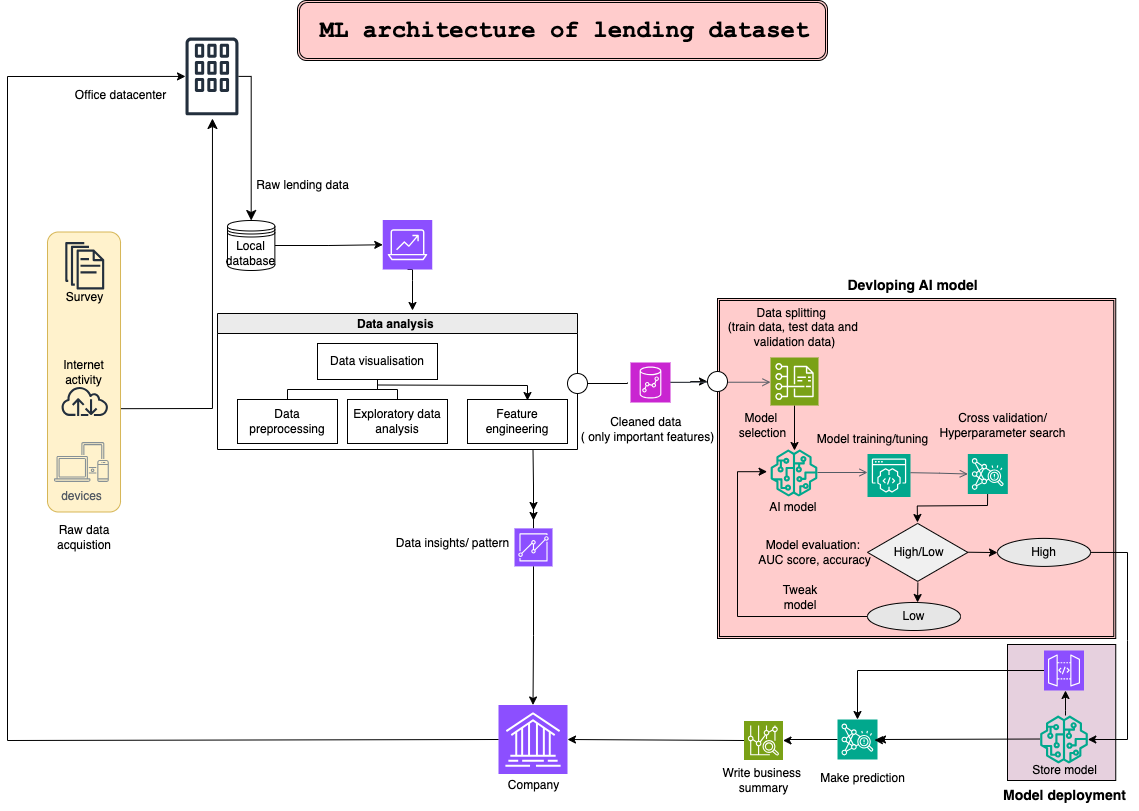 ML architecture of lending dataset
Office datacenter
Raw lending data
Local
database
Survey
Internet
activity
devices
Raw data
acquistion
Data analysis
Data visualisation
Data
preprocessing
Exploratory data
analysis
Feature
engineering
Cleaned data
( only important features)
Data insights/ pattern
Devloping AI model
Data splitting
(train data, test data and
validation data)
Model
selection
Model training/tuning
Cross validation/
Hyperparameter search
AI model
Model evaluation:
AUC score, accuracy
High/Low
High
Tweak
model
Low
Store model
Model deployment
Make prediction
Write business
summary
Company